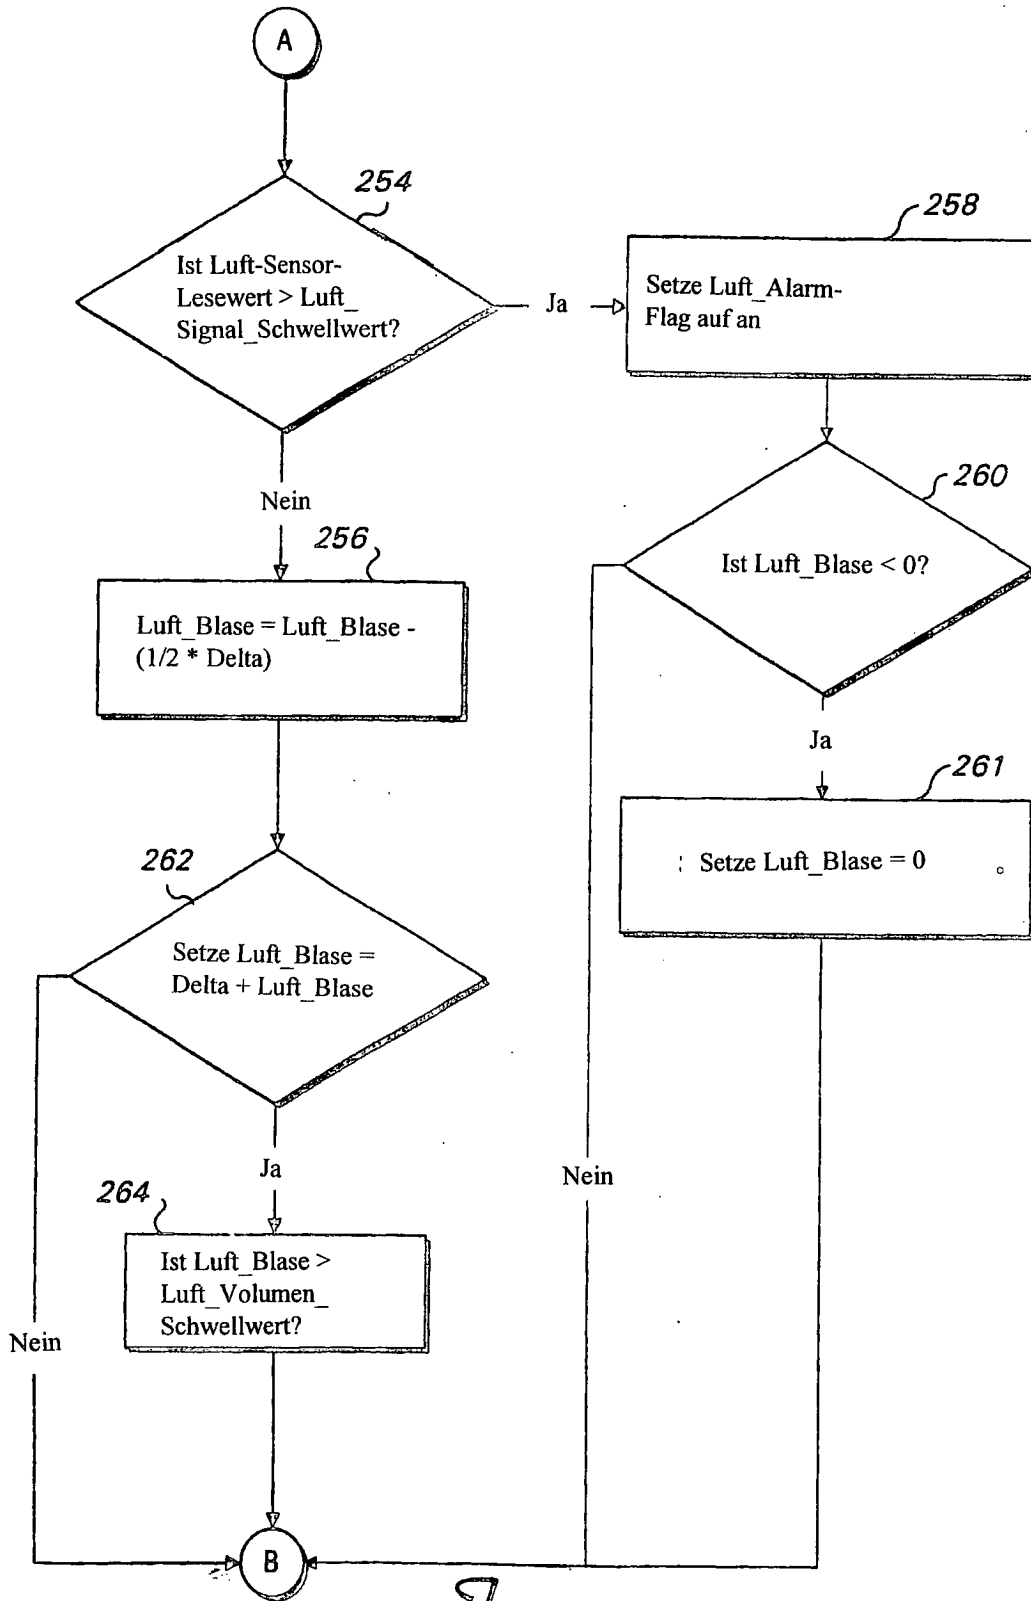 A
254
Ist Luft-Sensor-
Lesewert > Luft_
Signal_Schwellwert?
Ja
258
Setze Luft_Alarm-
Flag auf an
Nein
260
Ist Luft_Blase < 0?
256
Luft_Blase = Luft_Blase -
(1/2 * Delta)
Ja
261
Setze Luft_Blase = 0
262
Setze Luft_Blase =
Delta + Luft_Blase
Ja
Nein
264
Ist Luft_Blase >
Luft_Volumen_
Schwellwert?
Nein
B